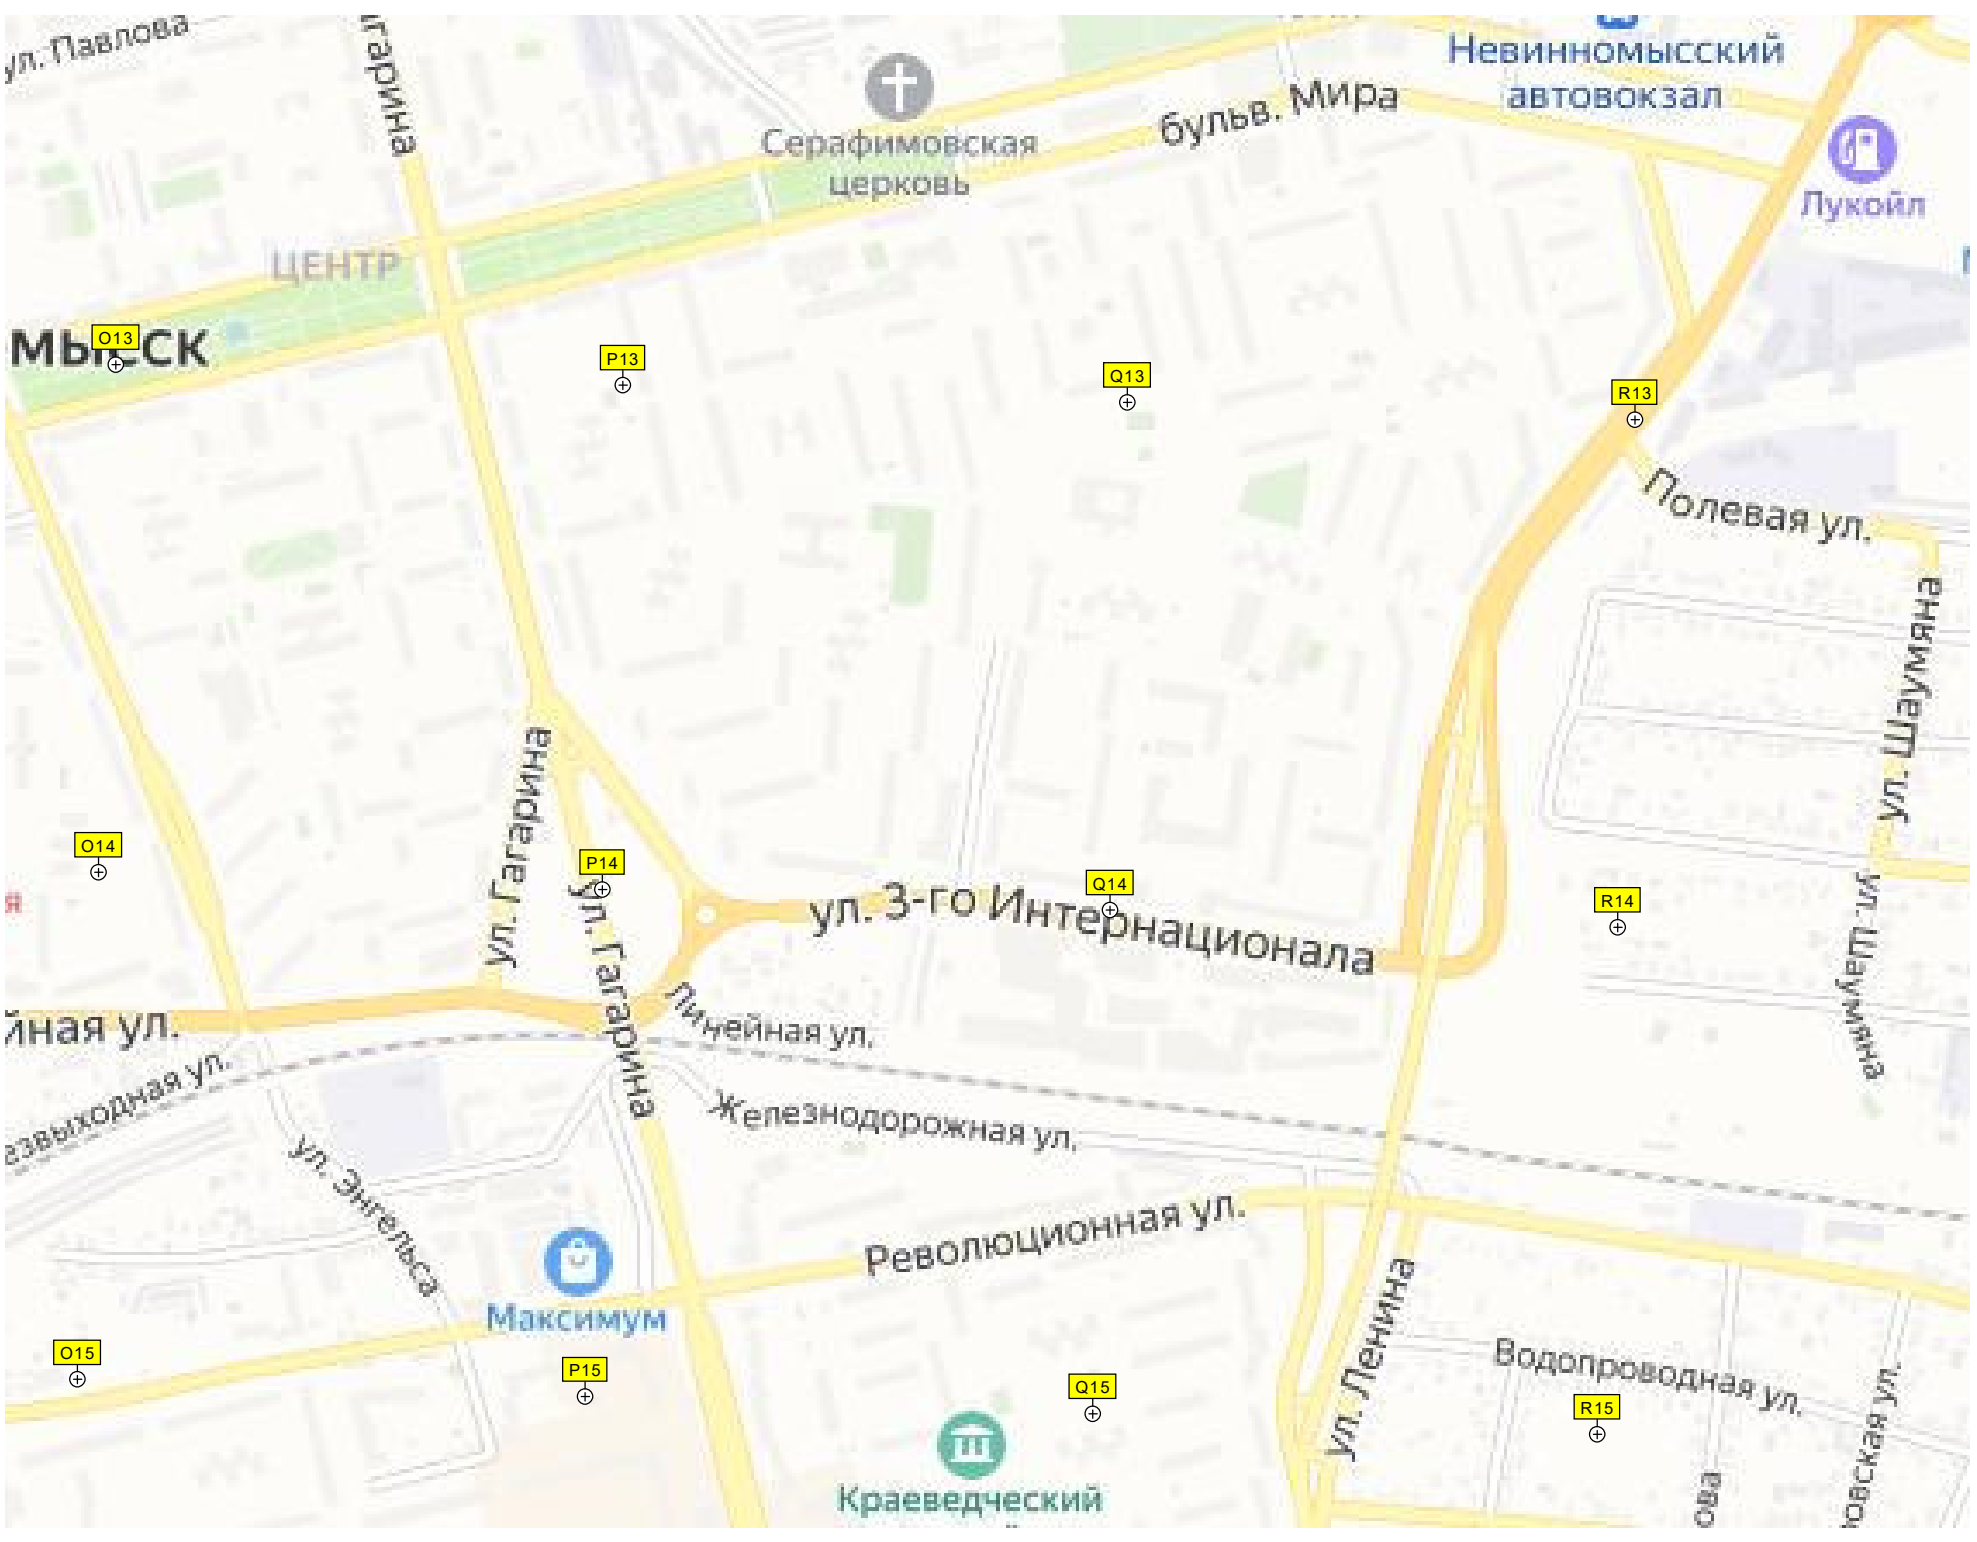 ул. Павлова
гарина
Невинномысский
автовокзал
бульв. Мира
Серафимовская
церковь
Лукойл
ЦЕНТР
O13
P13
Q13
R13
Полевая ул.
ул. Шаумяна
ул. Гагарина
O14
P14
Q14
R14
ул. Гагарина
ул. 3-го Интернационала
ул. Шаумяна
йная ул.
Линейная ул.
езвыходная ул.
Железнодорожная ул.
ул. Энгельса
Революционная ул.
Максимум
ул. Ленина
Водопроводная ул.
O15
P15
Q15
R15
Краеведческий
ова
овская ул.